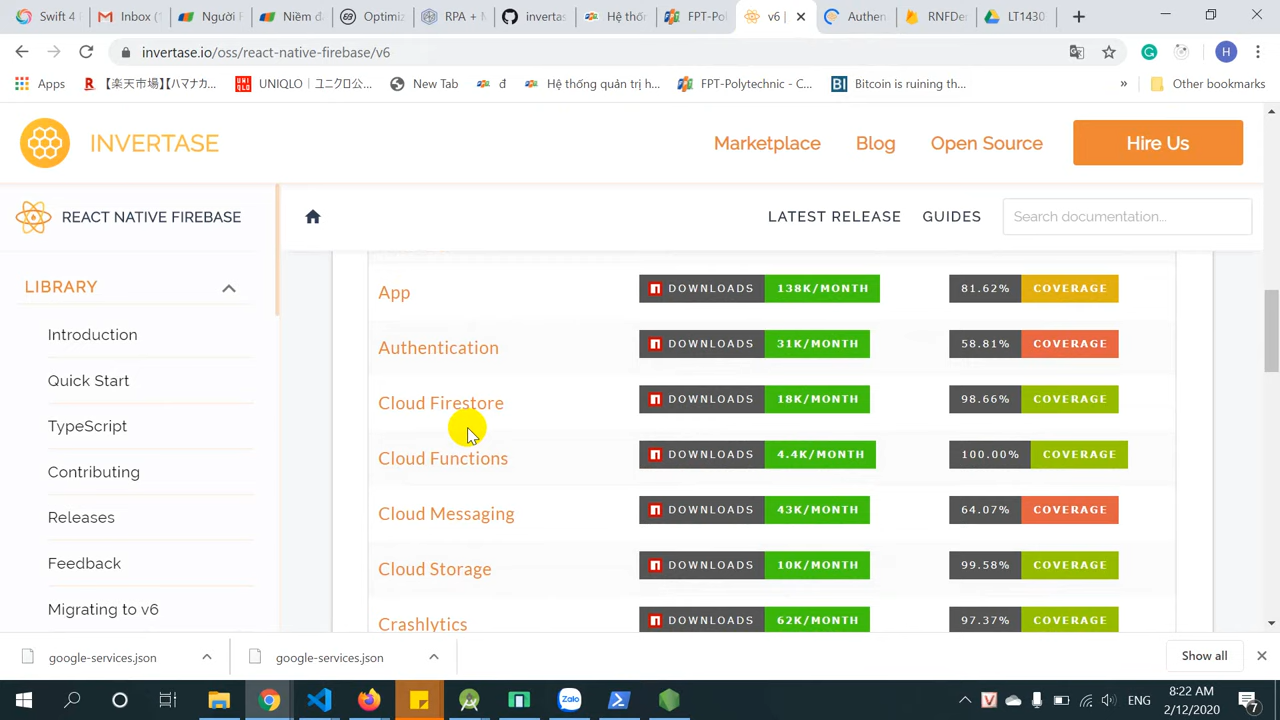 Swift 4
Inbox (1
Người F
Niềm đ
Optimiz
RPA + M
invertas
Hệ thốn
FPT-Po
v6 |
Authen
RNFDe
LT1430
invertase.io/oss/react-native-firebase/v6
H
Apps
【楽天市場】【ハマナカ...
UNIQLO｜ユニクロ公...
New Tab
đ
Hệ thống quản trị h...
FPT-Polytechnic - C...
Bitcoin is ruining th...
»
Other bookmarks
INVERTASE
Marketplace
Blog
Open Source
Hire Us
REACT NATIVE FIREBASE
LATEST RELEASE
GUIDES
Search documentation...
LIBRARY
Introduction
Quick Start
TypeScript
Contributing
Releases
Feedback
Migrating to v6
App DOWNLOADS 138K/MONTH 81.62% COVERAGE
Authentication DOWNLOADS 31K/MONTH 58.81% COVERAGE
Cloud Firestore DOWNLOADS 18K/MONTH 98.66% COVERAGE
Cloud Functions DOWNLOADS 4.4K/MONTH 100.00% COVERAGE
Cloud Messaging DOWNLOADS 43K/MONTH 64.07% COVERAGE
Cloud Storage DOWNLOADS 10K/MONTH 99.58% COVERAGE
Crashlytics DOWNLOADS 62K/MONTH 97.37% COVERAGE
google-services.json
google-services.json
Show all
ENG
8:22 AM
2/12/2020
7